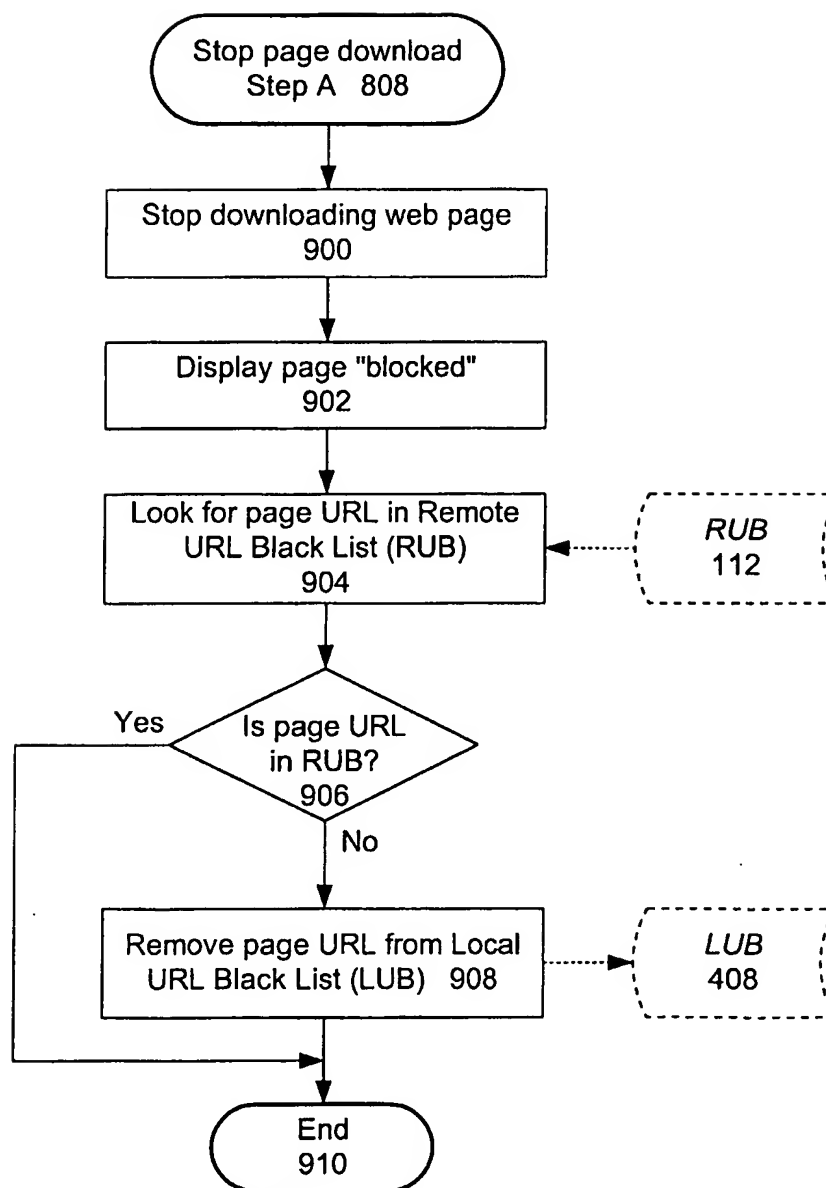 Stop page download
Step A 808
Stop downloading web page
900
Display page "blocked"
902
Look for page URL in Remote
URL Black List (RUB)
904
RUB
112
Is page URL
in RUB?
906
Yes
No
Remove page URL from Local
URL Black List (LUB) 908
LUB
408
End
910